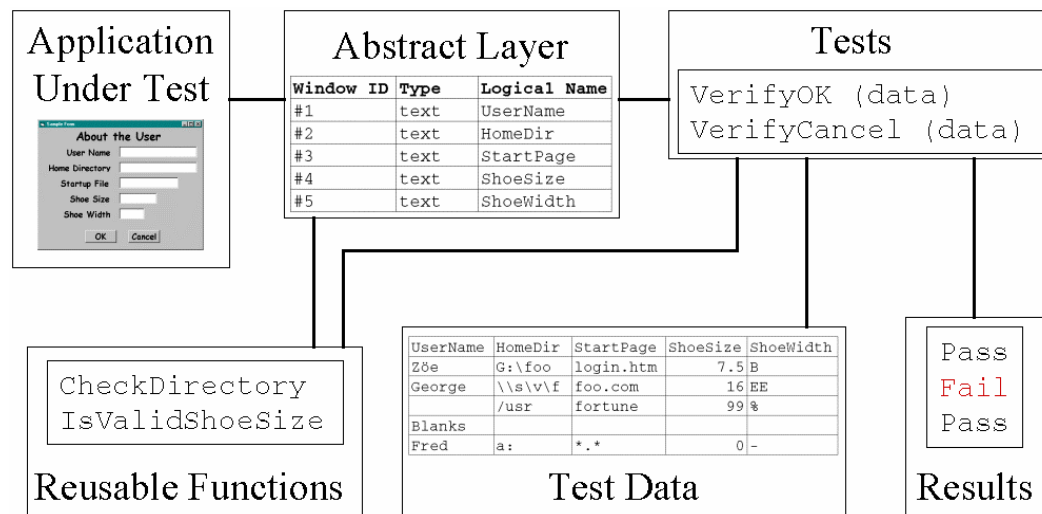 Application
Under Test
Sample Form
About the User
User Name
Home Directory
Startup File
Shoe Size
Shoe Width
OK Cancel
Abstract Layer
Window ID Type Logical Name
#1 text UserName
#2 text HomeDir
#3 text StartPage
#4 text ShoeSize
#5 text ShoeWidth
Tests
VerifyOK (data)
VerifyCancel (data)
CheckDirectory
IsValidShoeSize
Reusable Functions
UserName HomeDir StartPage ShoeSize ShoeWidth
Zöe G:\foo login.htm 7.5 B
George \\s\v\f foo.com 16 EE
/usr fortune 99 %
Blanks
Fred a: *.* 0 -
Test Data
Pass
Fail
Pass
Results